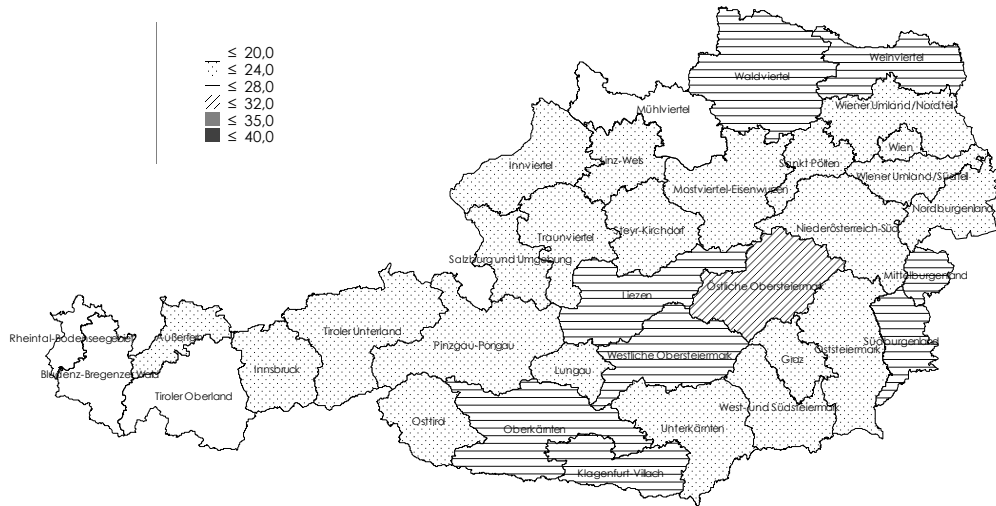 ≤ 20,0
≤ 24,0
≤ 28,0
≤ 32,0
≤ 35,0
≤ 40,0
Weinviertel
Waldviertel
Mühlviertel
Wiener Umland/Nordteil
Wien
Linz-Wels
Sankt Pölten
Innviertel
Wiener Umland/Südteil
Mostviertel-Eisenwurzen
Nordburgenland
Steyr-Kirchdorf
Niederösterreich-Süd
Traunviertel
Salzburg und Umgebung
Mittelburgenland
Östliche Obersteiermark
Liezen
Tiroler Unterland
Rheintal-Bodenseegebiet
Außerfern
Südburgenland
Pinzgau-Pongau
Oststeiermark
Westliche Obersteiermark
Graz
Innsbruck
Lungau
Bludenz-Bregenzer Wald
Tiroler Oberland
West- und Südsteiermark
Osttirol
Oberkärnten
Unterkärnten
Klagenfurt-Villach